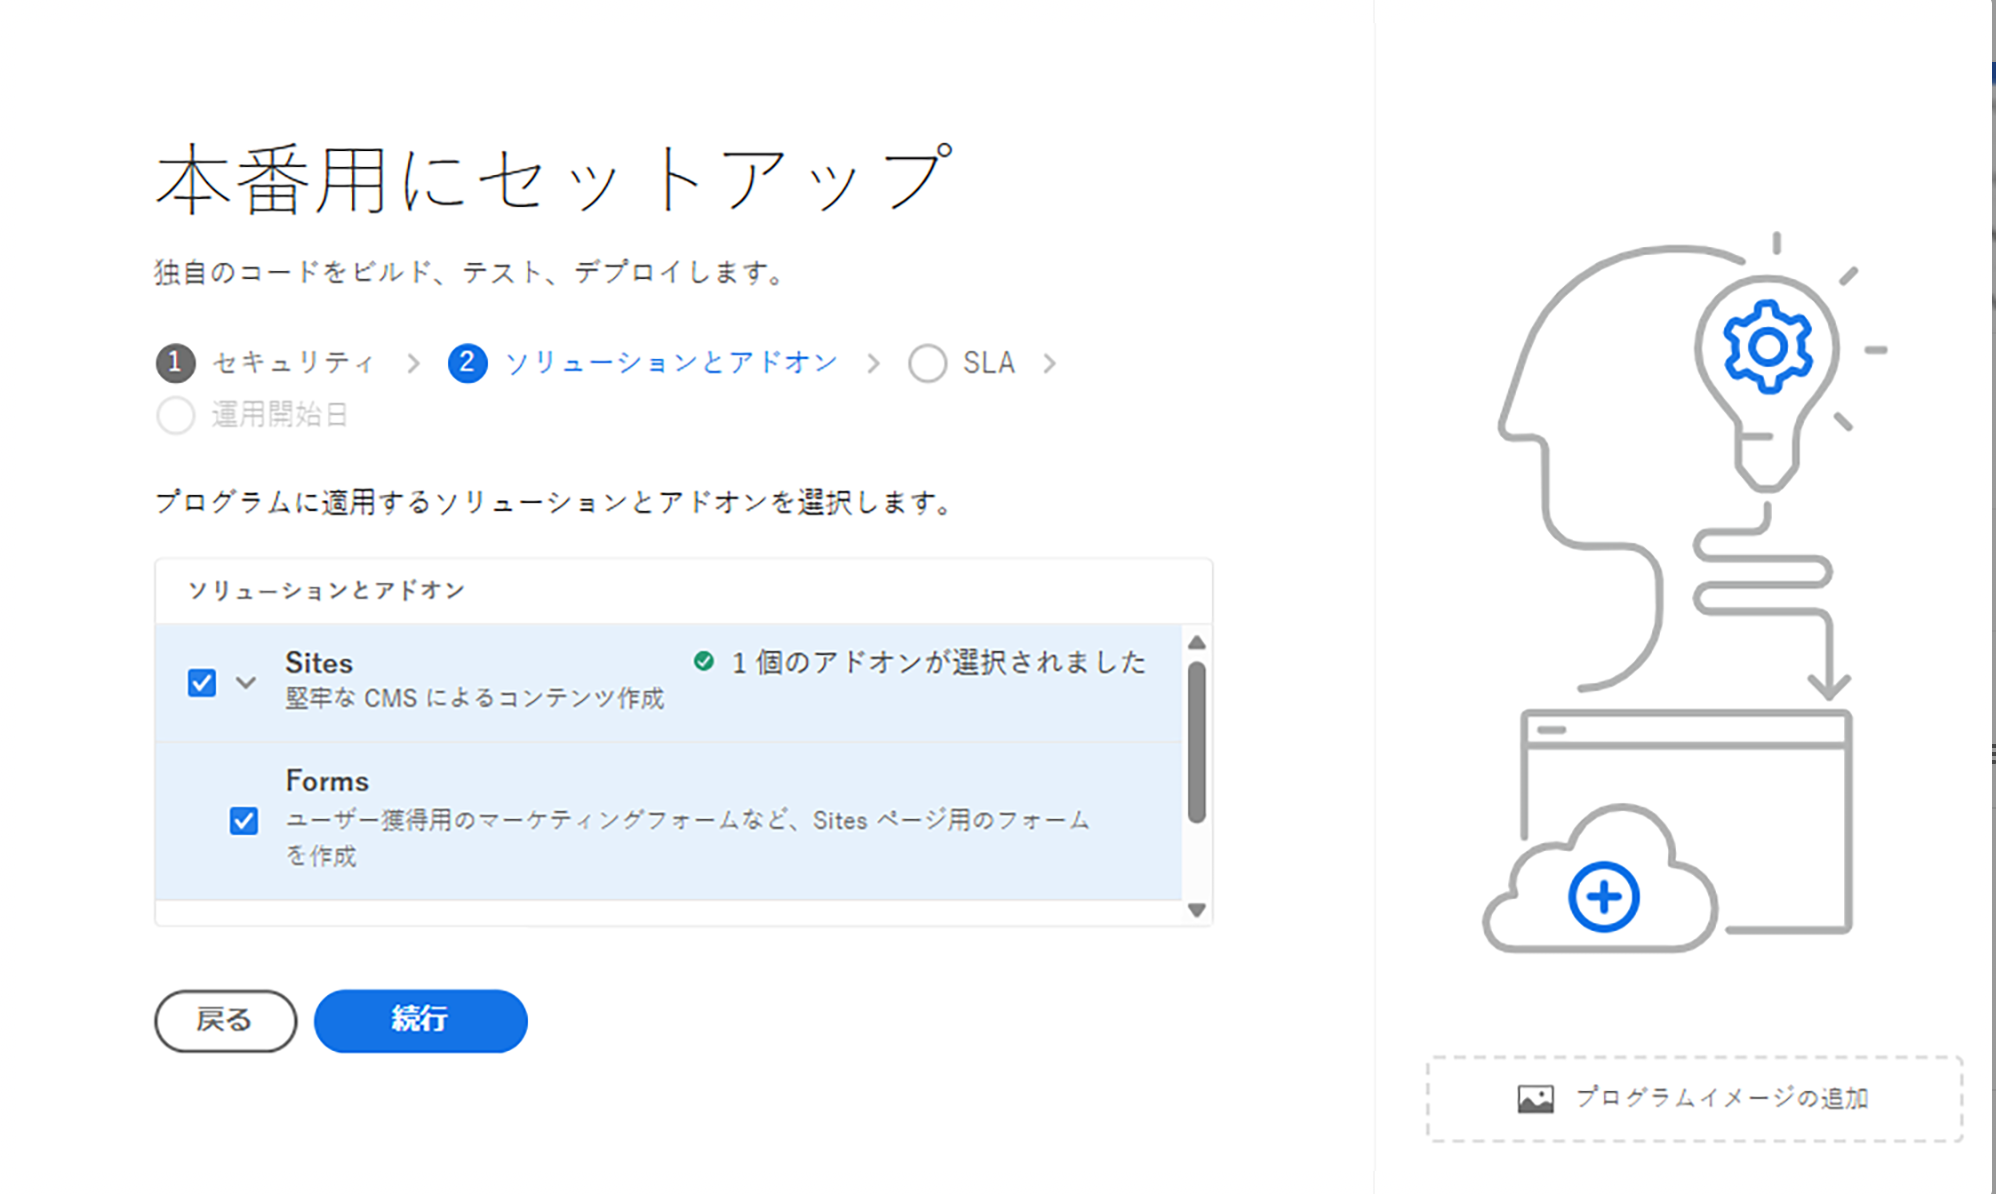 本番用にセットアップ
独自のコードをビルド、テスト、デプロイします。
1 セキュリティ 2 ソリューションとアドオン SLA
運用開始日
プログラムに適用するソリューションとアドオンを選択します。
ソリューションとアドオン
Sites 1 個のアドオンが選択されました
堅牢な CMS によるコンテンツ作成
Forms
ユーザー獲得用のマーケティングフォームなど、Sites ページ用のフォーム
を作成
戻る 続行
プログラムイメージの追加